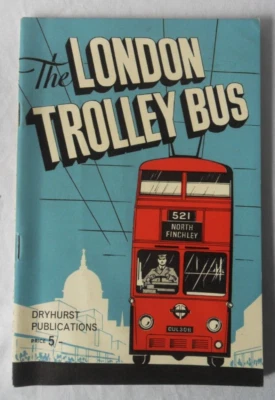 The LONDON
TROLLEY BUS
521
NORTH
FINCHLEY
DRYHURST
PUBLICATIONS
PRICE 5/-